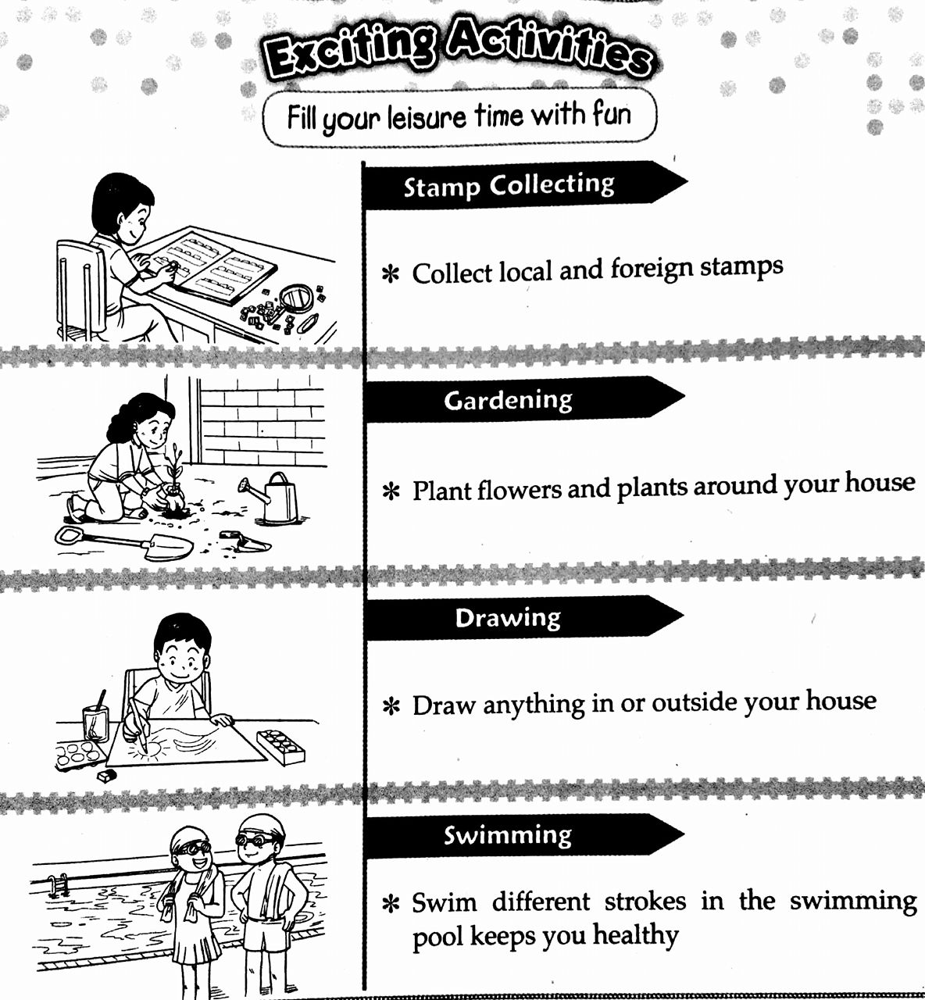 Exciting Activities
Fill your leisure time with fun
Stamp Collecting
* Collect local and foreign stamps
Gardening
* Plant flowers and plants around your house
Drawing
* Draw anything in or outside your house
Swimming
* Swim different strokes in the swimming
pool keeps you healthy